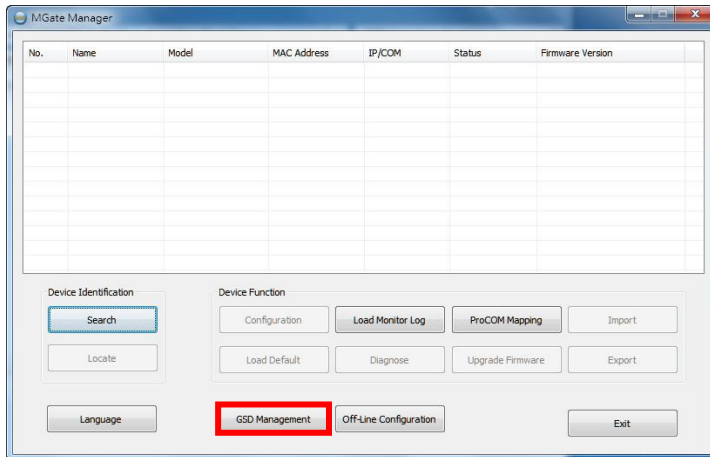 MGate Manager
No. Name Model MAC Address IP/COM Status Firmware Version
Device Identification Device Function
Search Configuration Load Monitor Log ProCOM Mapping Import
Locate Load Default Diagnose Upgrade Firmware Export
Language GSD Management Off-Line Configuration Exit